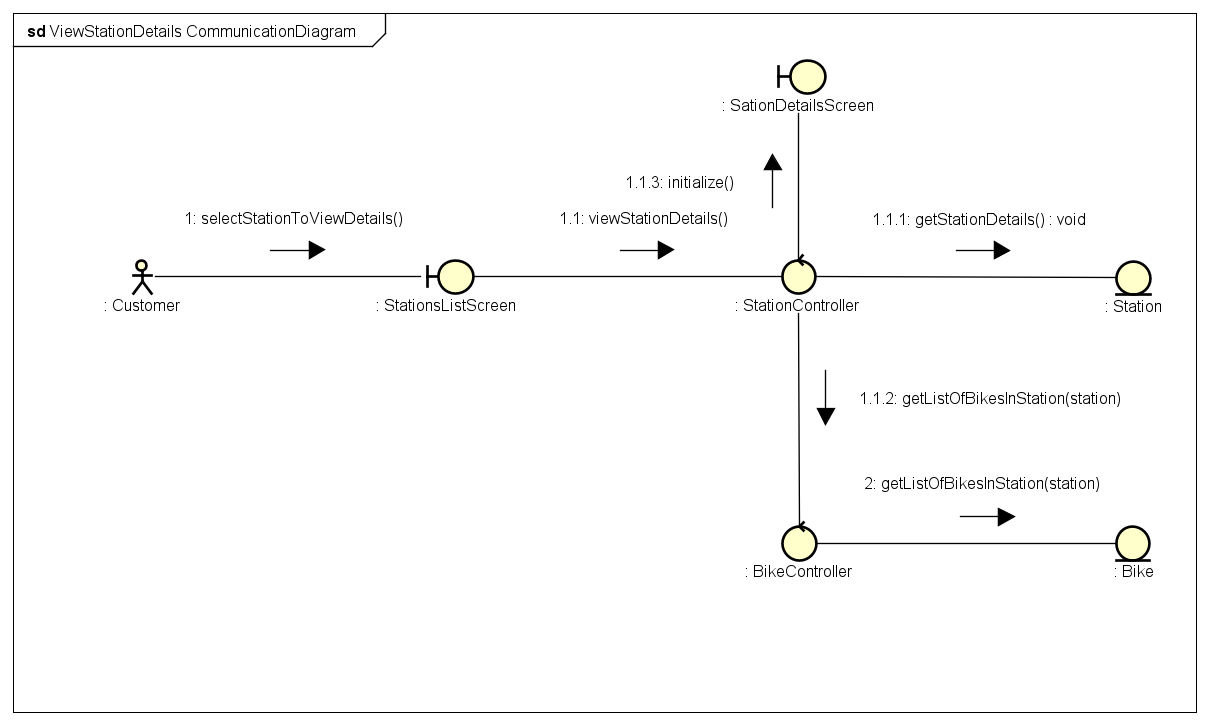 sd ViewStationDetails CommunicationDiagram
: SationDetailsScreen
1.1.3: initialize()
1: selectStationToViewDetails()
1.1: viewStationDetails()
1.1.1: getStationDetails() : void
: Customer
: StationsListScreen
: StationController
: Station
1.1.2: getListOfBikesInStation(station)
2: getListOfBikesInStation(station)
: BikeController
: Bike